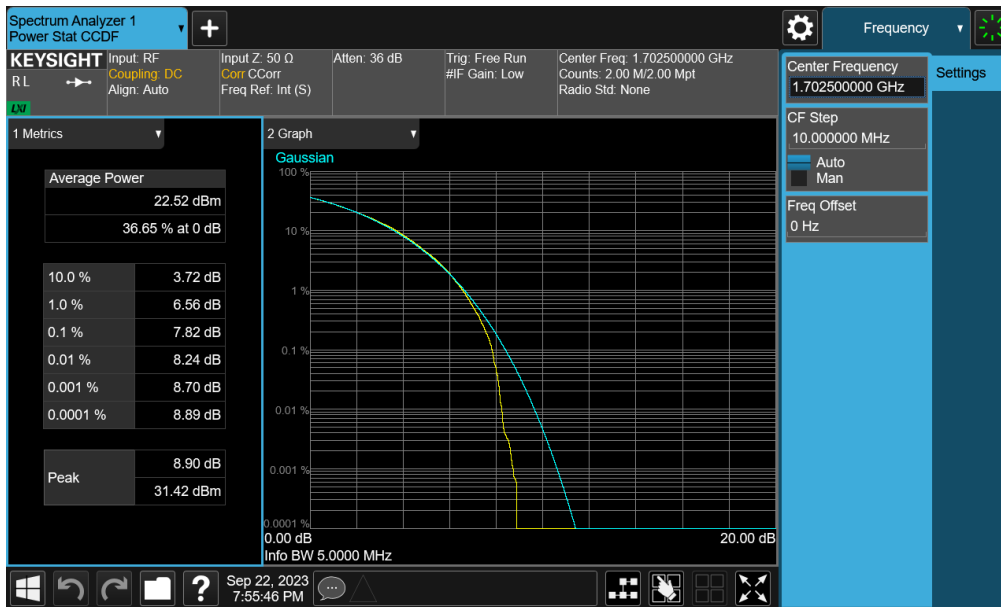 Spectrum Analyzer 1
Power Stat CCDF
Frequency
KEYSIGHT
R L
LXI
Input: RF
Coupling: DC
Align: Auto
Input Z: 50 Ω
Corr CCorr
Freq Ref: Int (S)
Atten: 36 dB
Trig: Free Run
#IF Gain: Low
Center Freq: 1.702500000 GHz
Counts: 2.00 M/2.00 Mpt
Radio Std: None
Center Frequency
1.702500000 GHz
Settings
CF Step
10.000000 MHz
Auto
Man
Freq Offset
0 Hz
1 Metrics
Average Power
22.52 dBm
36.65 % at 0 dB
10.0 % 3.72 dB
1.0 % 6.56 dB
0.1 % 7.82 dB
0.01 % 8.24 dB
0.001 % 8.70 dB
0.0001 % 8.89 dB
Peak
8.90 dB
31.42 dBm
2 Graph
Gaussian
100 %
10 %
1 %
0.1 %
0.01 %
0.001 %
0.0001 %
0.00 dB
20.00 dB
Info BW 5.0000 MHz
?
Sep 22, 2023
7:55:46 PM